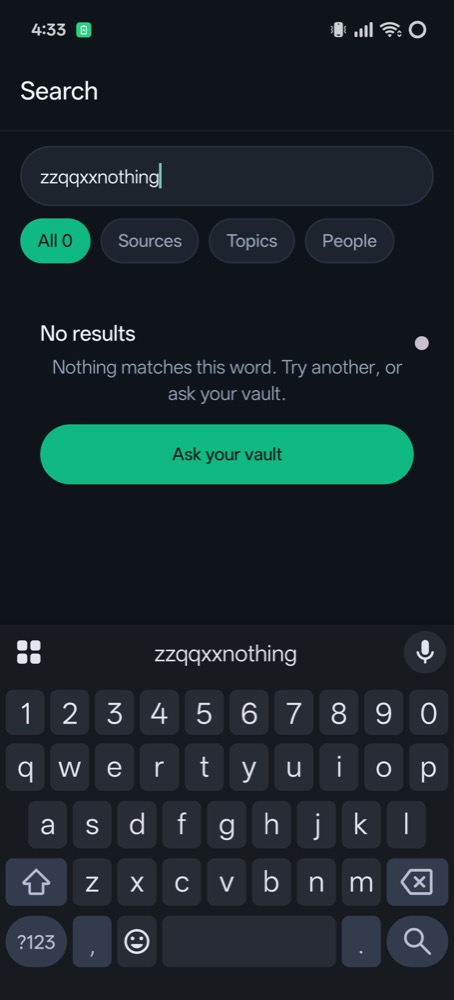 4:33
Search
zzqqxxnothing
All 0 Sources Topics People
No results
Nothing matches this word. Try another, or
ask your vault.
Ask your vault
zzqqxxnothing
1 2 3 4 5 6 7 8 9 0
q w e r t y u i o p
a s d f g h j k l
z x c v b n m
?123 , .